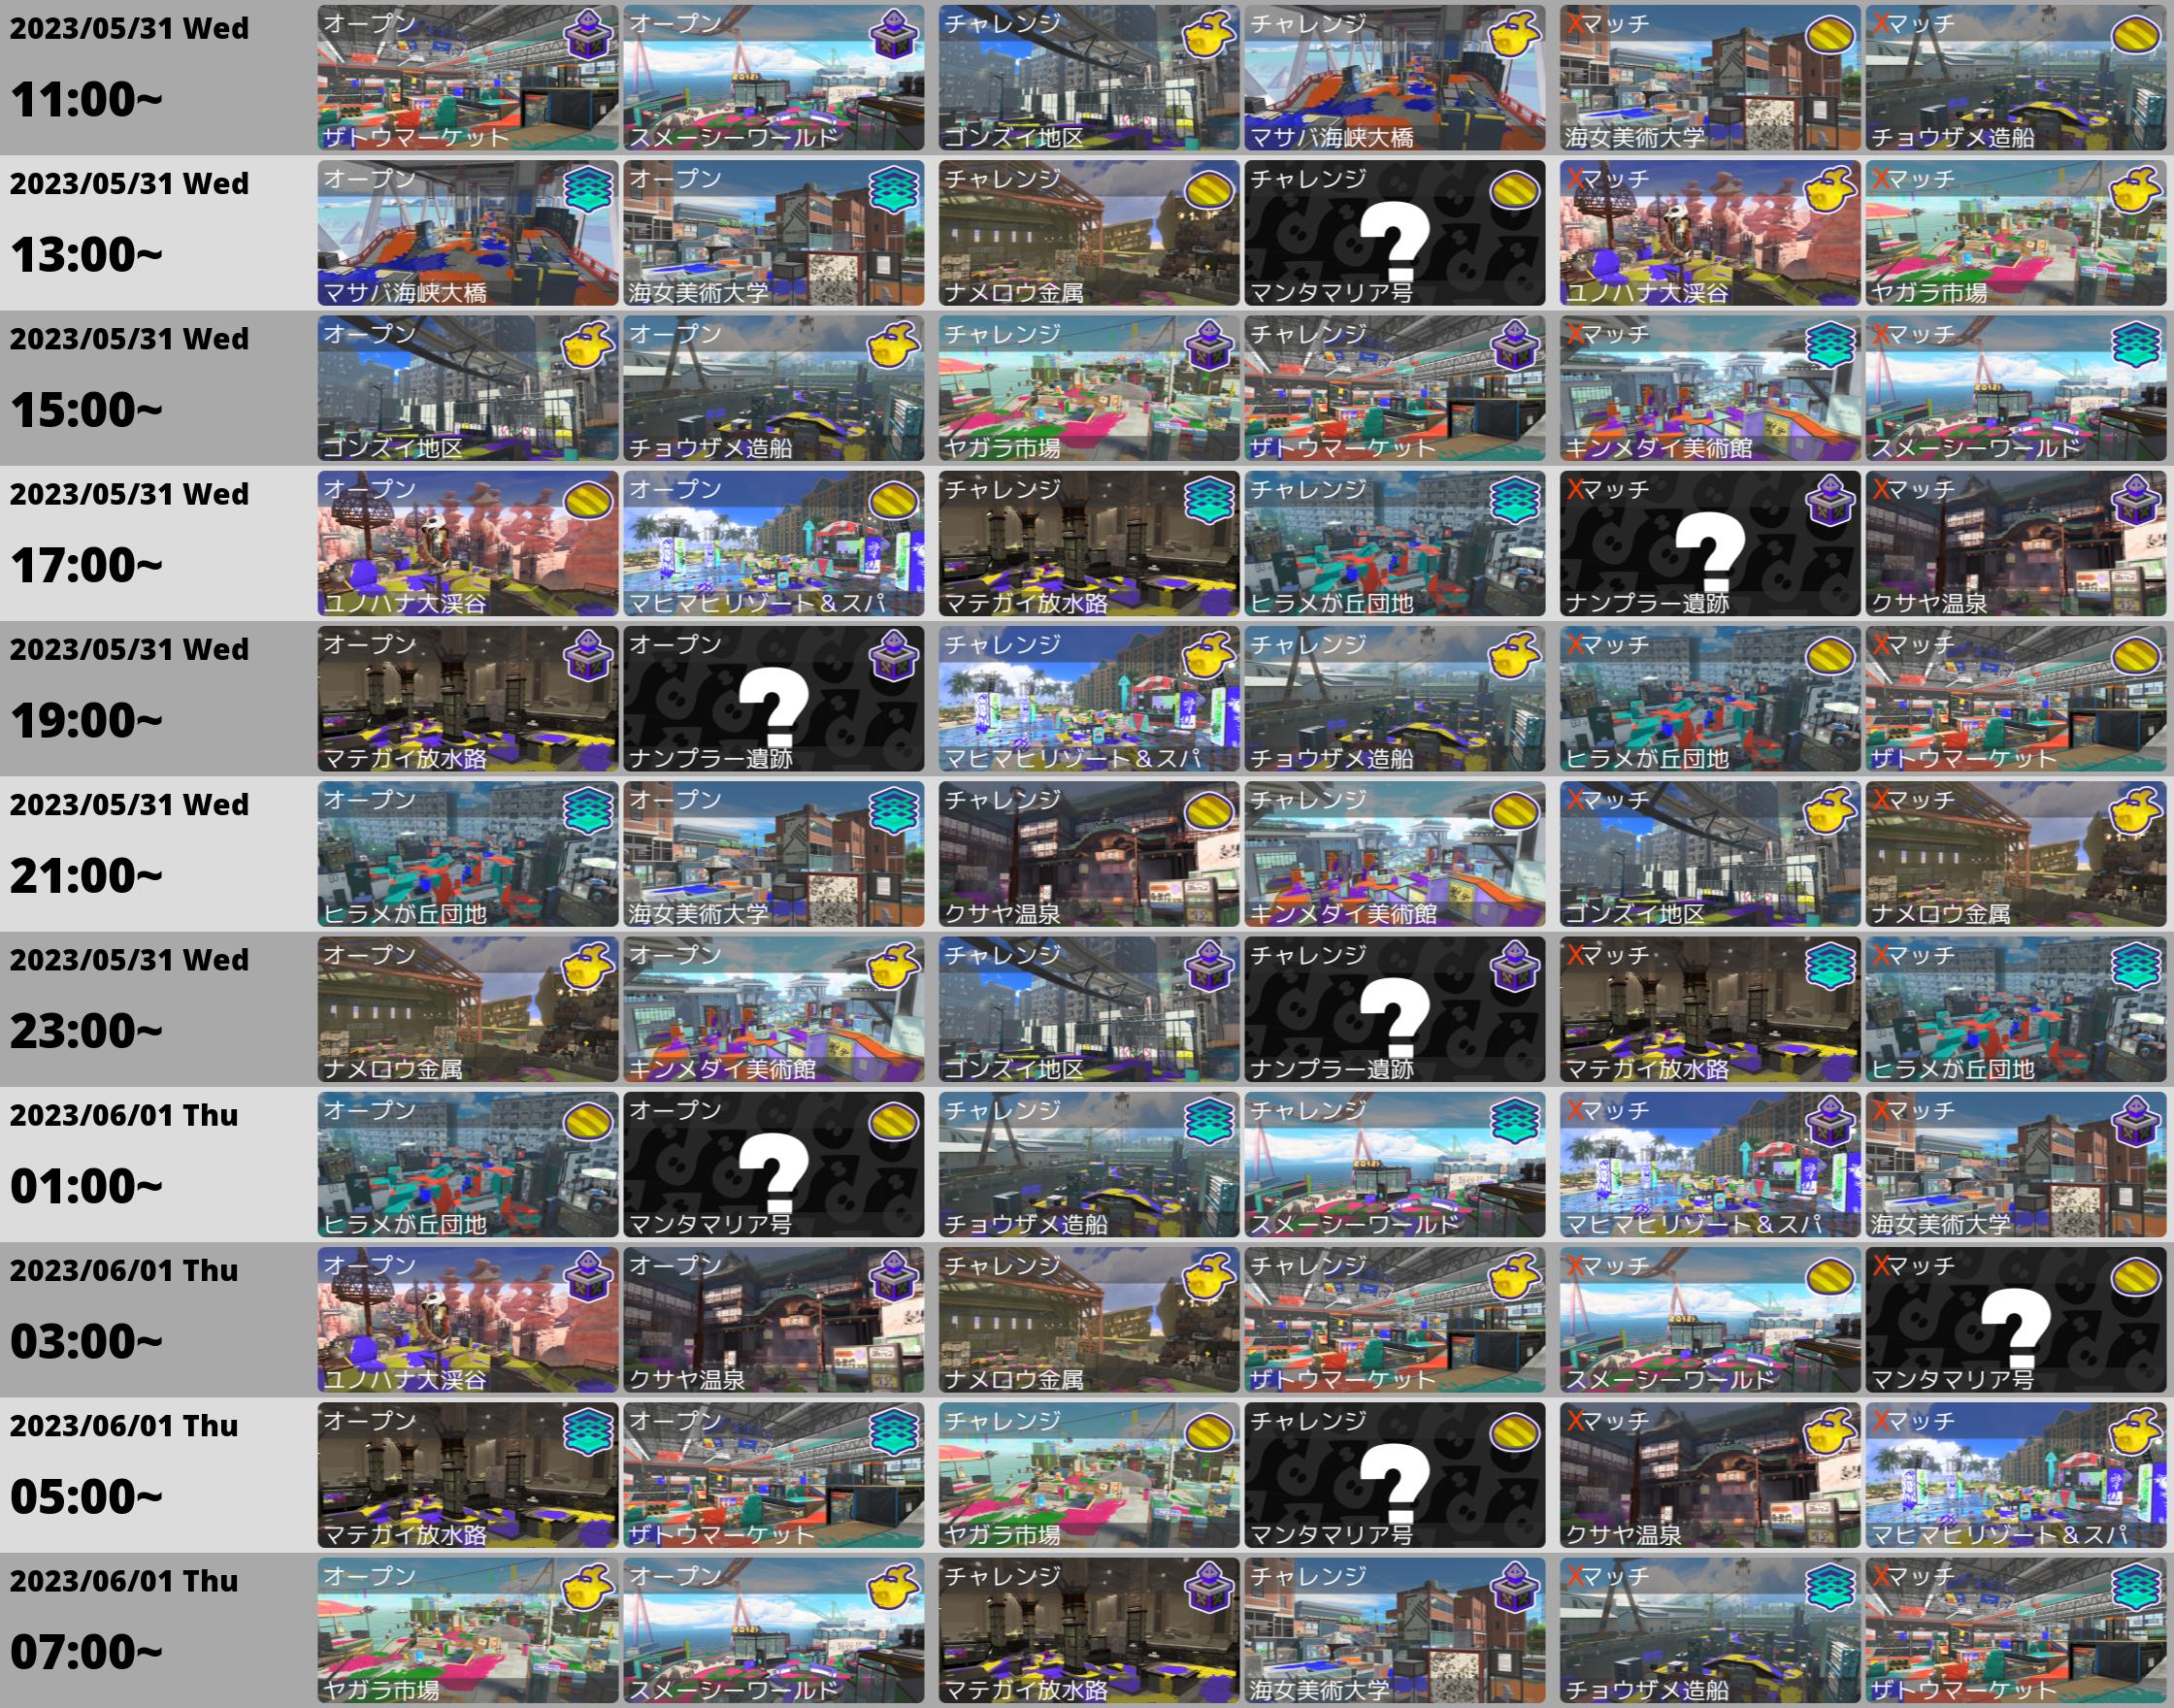 2023/05/31 Wed
11:00~
オープン オープン チャレンジ チャレンジ Xマッチ Xマッチ
ザトウマーケット スメーシーワールド ゴンズイ地区 マサバ海峡大橋 海女美術大学 チョウザメ造船
2023/05/31 Wed
13:00~
オープン オープン チャレンジ チャレンジ Xマッチ Xマッチ
マサバ海峡大橋 海女美術大学 ナメロウ金属 マンタマリア号 ユノハナ大渓谷 ヤガラ市場
2023/05/31 Wed
15:00~
オープン オープン チャレンジ チャレンジ Xマッチ Xマッチ
ゴンズイ地区 チョウザメ造船 ヤガラ市場 ザトウマーケット キンメダイ美術館 スメーシーワールド
2023/05/31 Wed
17:00~
オープン オープン チャレンジ チャレンジ Xマッチ Xマッチ
ユノハナ大渓谷 マヒマヒリゾート＆スパ マテガイ放水路 ヒラメが丘団地 ナンプラー遺跡 クサヤ温泉
2023/05/31 Wed
19:00~
オープン オープン チャレンジ チャレンジ Xマッチ Xマッチ
マテガイ放水路 ナンプラー遺跡 マヒマヒリゾート＆スパ チョウザメ造船 ヒラメが丘団地 ザトウマーケット
2023/05/31 Wed
21:00~
オープン オープン チャレンジ チャレンジ Xマッチ Xマッチ
ヒラメが丘団地 海女美術大学 クサヤ温泉 キンメダイ美術館 ゴンズイ地区 ナメロウ金属
2023/05/31 Wed
23:00~
オープン オープン チャレンジ チャレンジ Xマッチ Xマッチ
ナメロウ金属 キンメダイ美術館 ゴンズイ地区 ナンプラー遺跡 マテガイ放水路 ヒラメが丘団地
2023/06/01 Thu
01:00~
オープン オープン チャレンジ チャレンジ Xマッチ Xマッチ
ヒラメが丘団地 マンタマリア号 チョウザメ造船 スメーシーワールド マヒマヒリゾート＆スパ 海女美術大学
2023/06/01 Thu
03:00~
オープン オープン チャレンジ チャレンジ Xマッチ Xマッチ
ユノハナ大渓谷 クサヤ温泉 ナメロウ金属 ザトウマーケット スメーシーワールド マンタマリア号
2023/06/01 Thu
05:00~
オープン オープン チャレンジ チャレンジ Xマッチ Xマッチ
マテガイ放水路 ザトウマーケット ヤガラ市場 マンタマリア号 クサヤ温泉 マヒマヒリゾート＆スパ
2023/06/01 Thu
07:00~
オープン オープン チャレンジ チャレンジ Xマッチ Xマッチ
ヤガラ市場 スメーシーワールド マテガイ放水路 海女美術大学 チョウザメ造船 ザトウマーケット